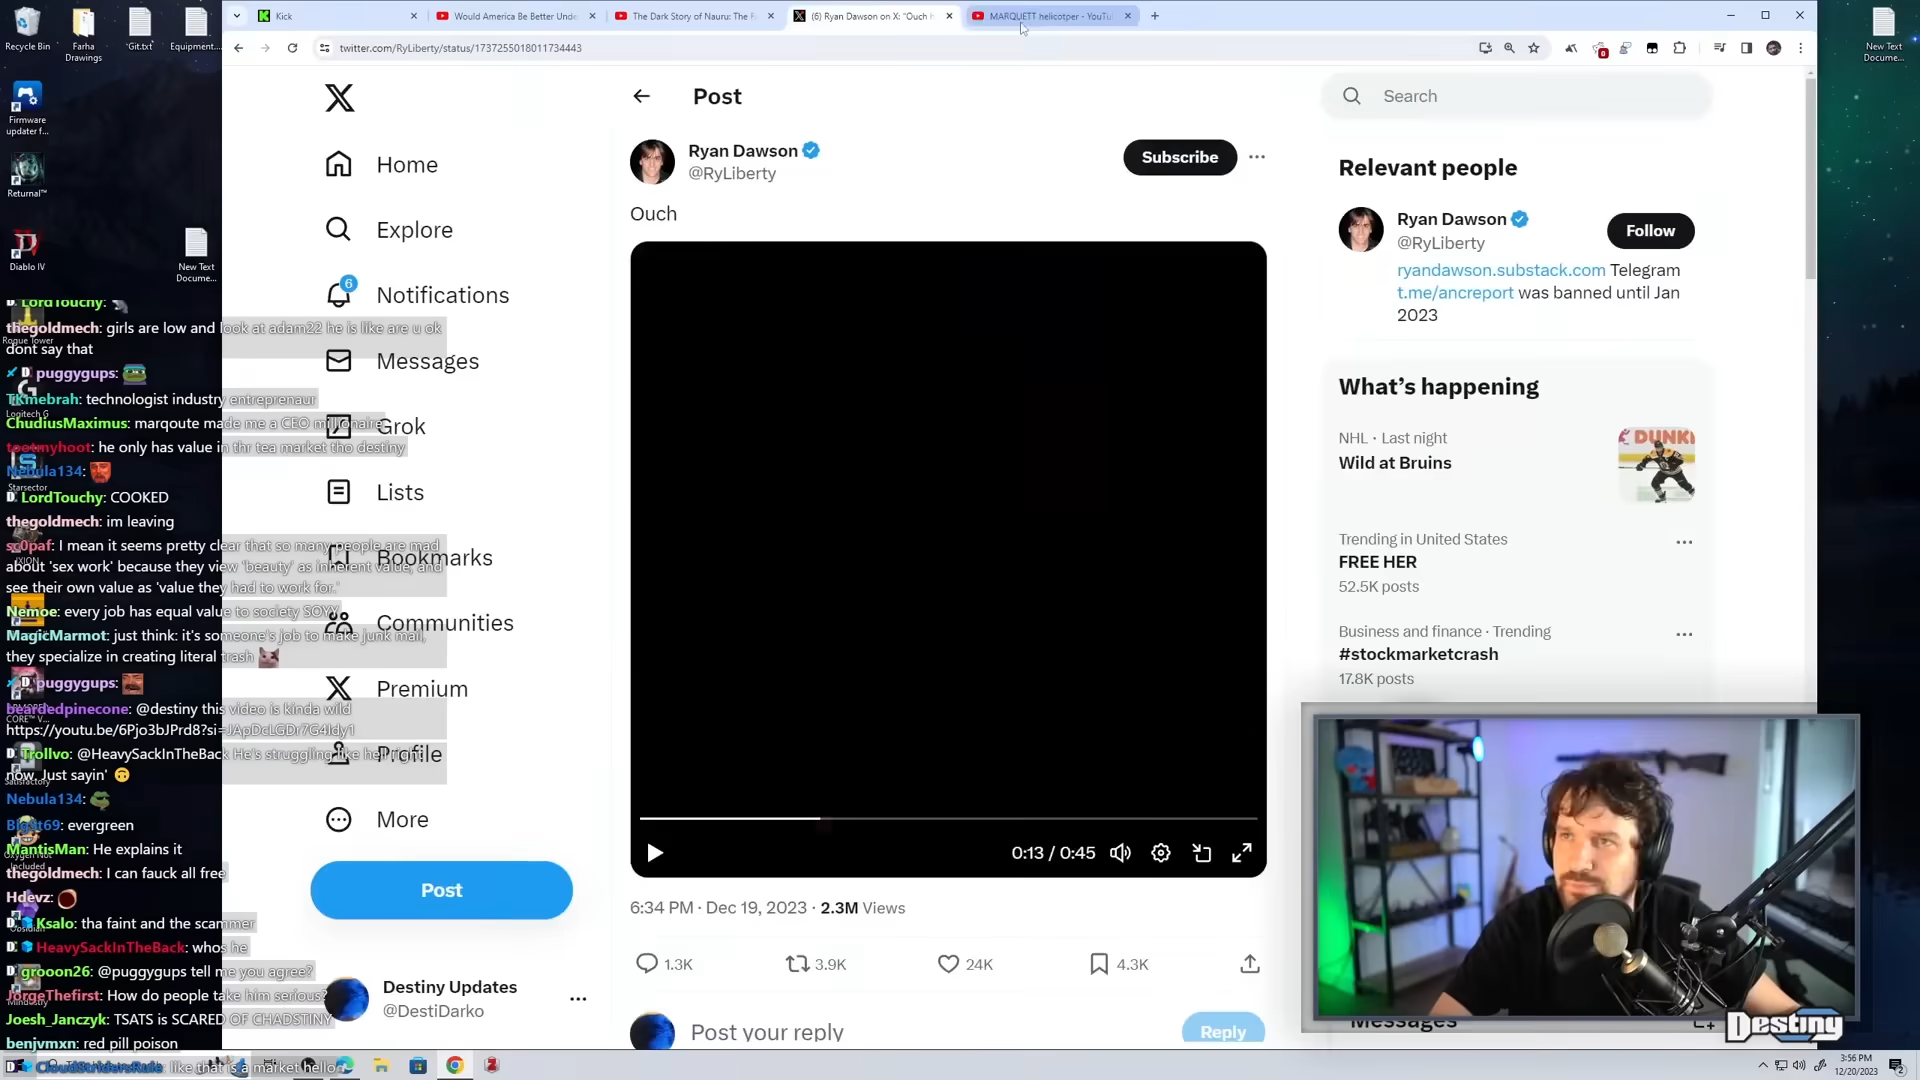 Kick
Would America Be Better Unde
The Dark Story of Nauru: The F
(6) Ryan Dawson on X: "Ouch h
MARQUETT helicotper - YouTu
twitter.com/RyLiberty/status/1737255018011734443
Recycle Bin
Farha Drawings
Git.txt
Equipment....
Firmware updater f...
Returnal™
Diablo IV
New Text Docume...
New Text Docume...
Post
Ryan Dawson
@RyLiberty
Subscribe
Ouch
0:13 / 0:45
6:34 PM · Dec 19, 2023 · 2.3M Views
1.3K
3.9K
24K
4.3K
Post your reply
Reply
Home
Explore
6
Notifications
Messages
Grok
Lists
Bookmarks
Communities
Premium
Profile
More
Post
Destiny Updates
@DestiDarko
Search
Relevant people
Ryan Dawson
@RyLiberty
Follow
ryandawson.substack.com Telegram
t.me/ancreport was banned until Jan
2023
What's happening
NHL · Last night
Wild at Bruins
Trending in United States
FREE HER
52.5K posts
Business and finance · Trending
#stockmarketcrash
17.8K posts
Messages
LordTouchy:
thegoldmech: girls are low and look at adam22 he is like are u ok
dont say that
puggygups:
TKmebrah: technologist industry entreprenaur
ChudiusMaximus: marqoute made me a CEO millionaire
tootmyhoot: he only has value in thr tea market tho destiny
Nebula134:
LordTouchy: COOKED
thegoldmech: im leaving
sc0paf: I mean it seems pretty clear that so many people are mad
about 'sex work' because they view 'beauty' as inherent value, and
see their own value as 'value they had to work for.'
Nemoe: every job has equal value to society SOYY
MagicMarmot: just think: it's someone's job to make junk mail,
they specialize in creating literal trash
puggygups:
beardedpinecone: @destiny this video is kinda wild
https://youtu.be/6Pjo3bJPrd8?si=JApDcLGDr7G4Idy1
Trollvo: @HeavySackInTheBack He's struggling like hell right
now. Just sayin'
Nebula134:
evergreen
MantisMan: He explains it
thegoldmech: I can fauck all free
Hdevz:
Ksalo: tha faint and the scammer
HeavySackInTheBack: whos he
grooon26: @puggygups tell me you agree?
JorgeThefirst: How do people take him serious?
Joesh_Janczyk: TSATS is SCARED OF CHADSTINY
benjvmxn: red pill poison
CloudStridersRule: like that is a market hello
Destiny
3:56 PM
12/20/2023